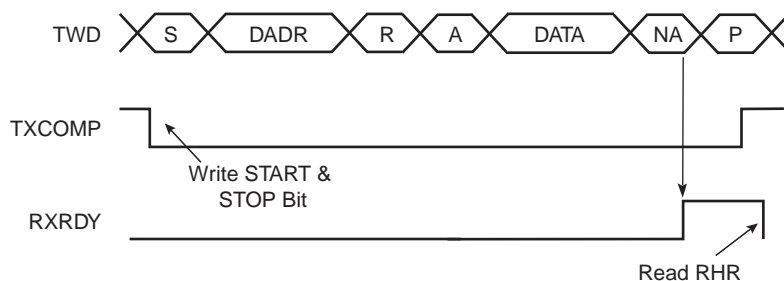 TWD S DADR R A DATA NA P
TXCOMP
Write START &
STOP Bit
RXRDY
Read RHR